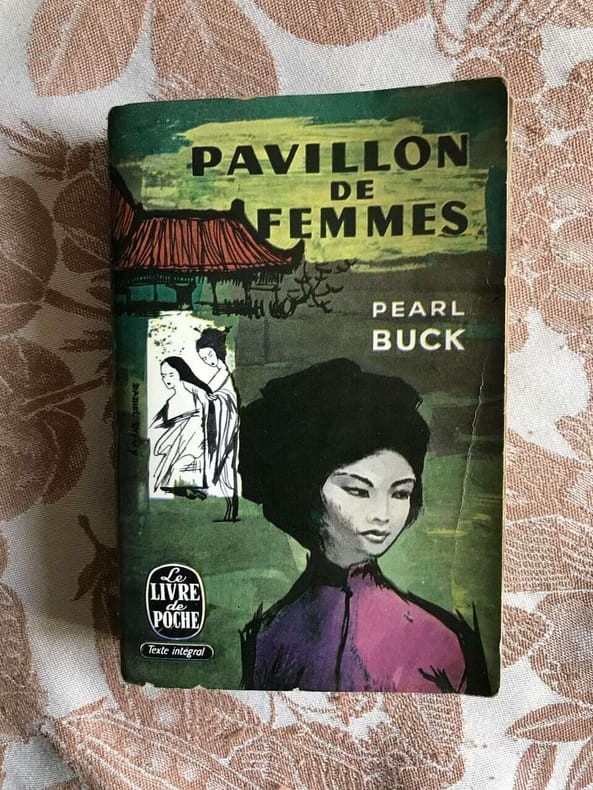 PAVILLON
DE
FEMMES
PEARL
BUCK
Le
LIVRE
de
POCHE
Texte intégral